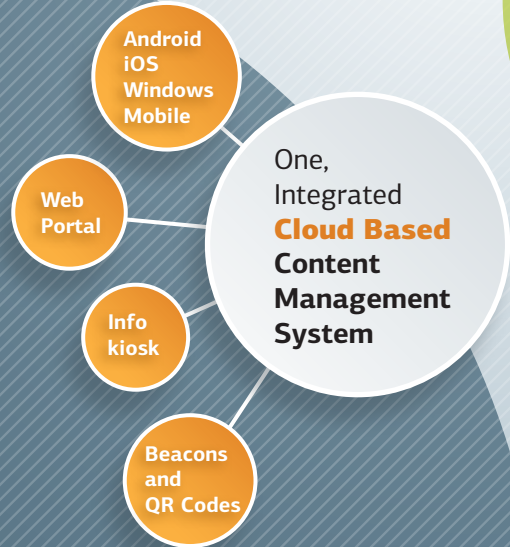 Android
iOS
Windows
Mobile
Web
Portal
Info
kiosk
Beacons
and
QR Codes
One,
Integrated
Cloud Based
Content
Management
System